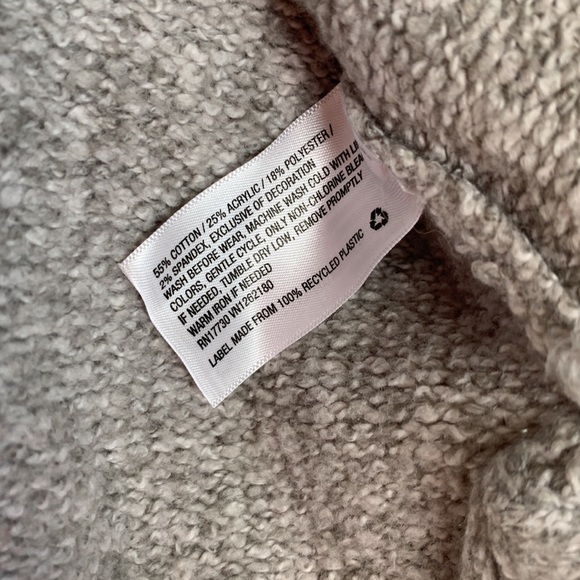 55% COTTON / 25% ACRYLIC / 18% POLYESTER /
2% SPANDEX, EXCLUSIVE OF DECORATION
WASH BEFORE WEAR, MACHINE WASH COLD WITH
COLORS, GENTLE CYCLE, ONLY NON-CHLORINE
IF NEEDED, TUMBLE DRY LOW, REMOVE PROMPTLY
WARM IRON IF NEEDED
RN17730 VN1262180
LABEL MADE FROM 100% RECYCLED PLASTIC